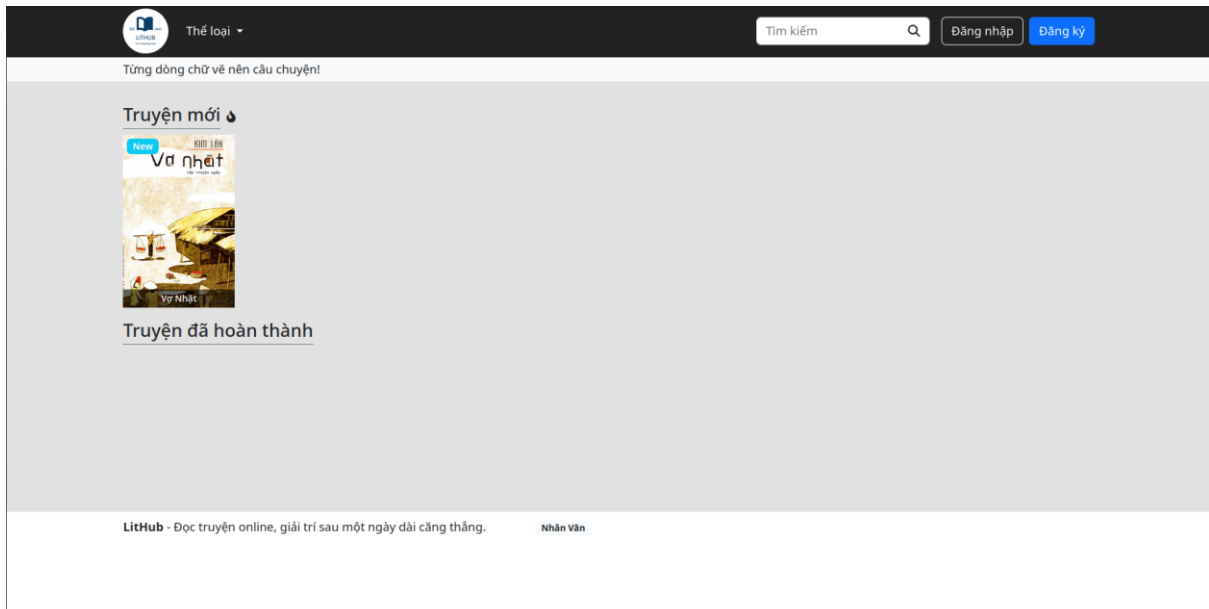 LITHUB
Thể loại
Tìm kiếm
Đăng nhập
Đăng ký
Từng dòng chữ vẽ nên câu chuyện!
Truyện mới
New
KIM LÂN
Vợ nhặt
Vợ Nhặt
Truyện đã hoàn thành
LitHub - Đọc truyện online, giải trí sau một ngày dài căng thẳng.
Nhân Văn